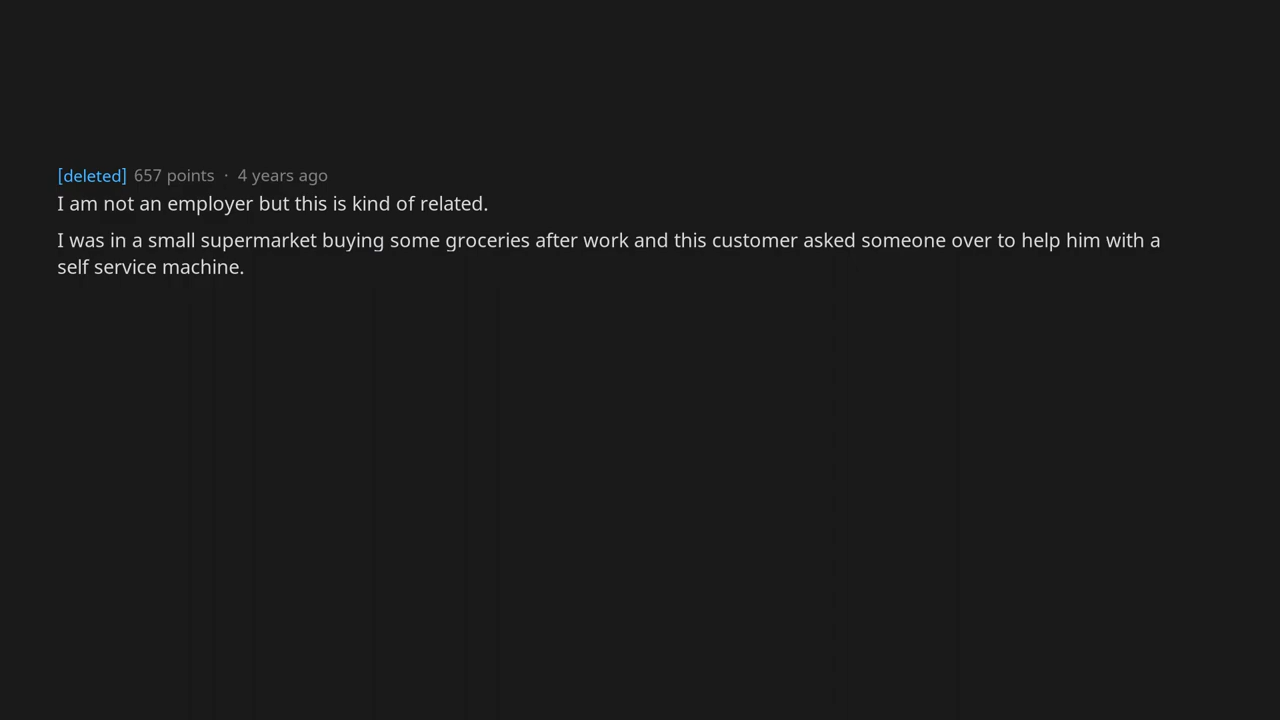 [deleted] 657 points · 4 years ago
I am not an employer but this is kind of related.
I was in a small supermarket buying some groceries after work and this customer asked someone over to help him with a
self service machine.